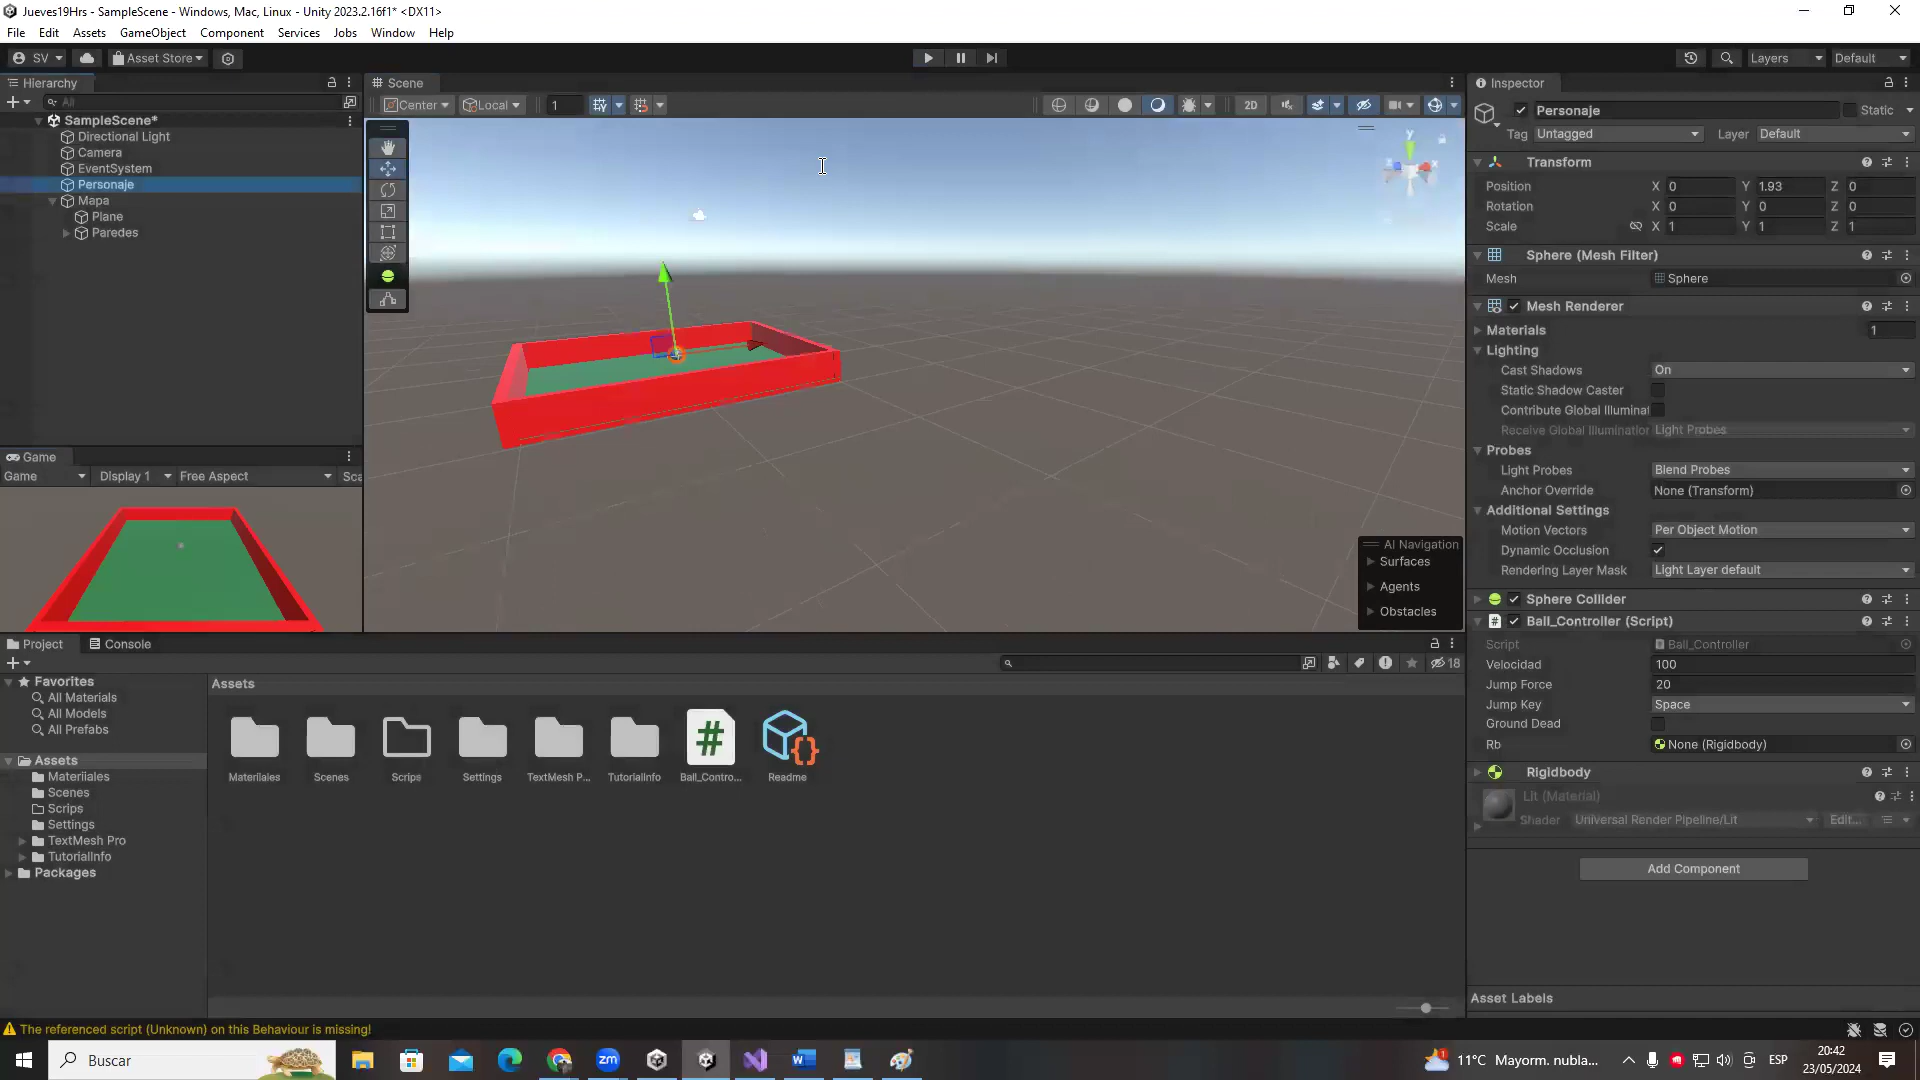 Jueves19Hrs - SampleScene - Windows, Mac, Linux - Unity 2023.2.16f1* <DX11>
File Edit Assets GameObject Component Services Jobs Window Help
SV Asset Store Layers Default
Hierarchy
All
SampleScene*
Directional Light
Camera
EventSystem
Personaje
Mapa
Plane
Paredes
Scene
Center Local 1 2D
Y
AI Navigation
Surfaces
Agents
Obstacles
Game
Game Display 1 Free Aspect Sca
Inspector
Personaje Static
Tag Untagged Layer Default
Transform
Position X 0 Y 1.93 Z 0
Rotation X 0 Y 0 Z 0
Scale X 1 Y 1 Z 1
Sphere (Mesh Filter)
Mesh Sphere
Mesh Renderer
Materials 1
Lighting
Cast Shadows On
Static Shadow Caster
Contribute Global Illuminat
Receive Global Illumination Light Probes
Probes
Light Probes Blend Probes
Anchor Override None (Transform)
Additional Settings
Motion Vectors Per Object Motion
Dynamic Occlusion
Rendering Layer Mask Light Layer default
Sphere Collider
# Ball_Controller (Script)
Script Ball_Controller
Velocidad 100
Jump Force 20
Jump Key Space
Ground Dead
Rb None (Rigidbody)
Rigidbody
Lit (Material)
Shader Universal Render Pipeline/Lit Edit...
Add Component
Asset Labels
Project Console
18
Favorites
All Materials
All Models
All Prefabs
Assets
Materiiales
Scenes
Scrips
Settings
TextMesh Pro
TutorialInfo
Packages
Assets
Materiiales Scenes Scrips Settings TextMesh P... TutorialInfo Ball_Contro... Readme
The referenced script (Unknown) on this Behaviour is missing!
Buscar
zm
11°C Mayorm. nubla...
ESP
20:42
23/05/2024